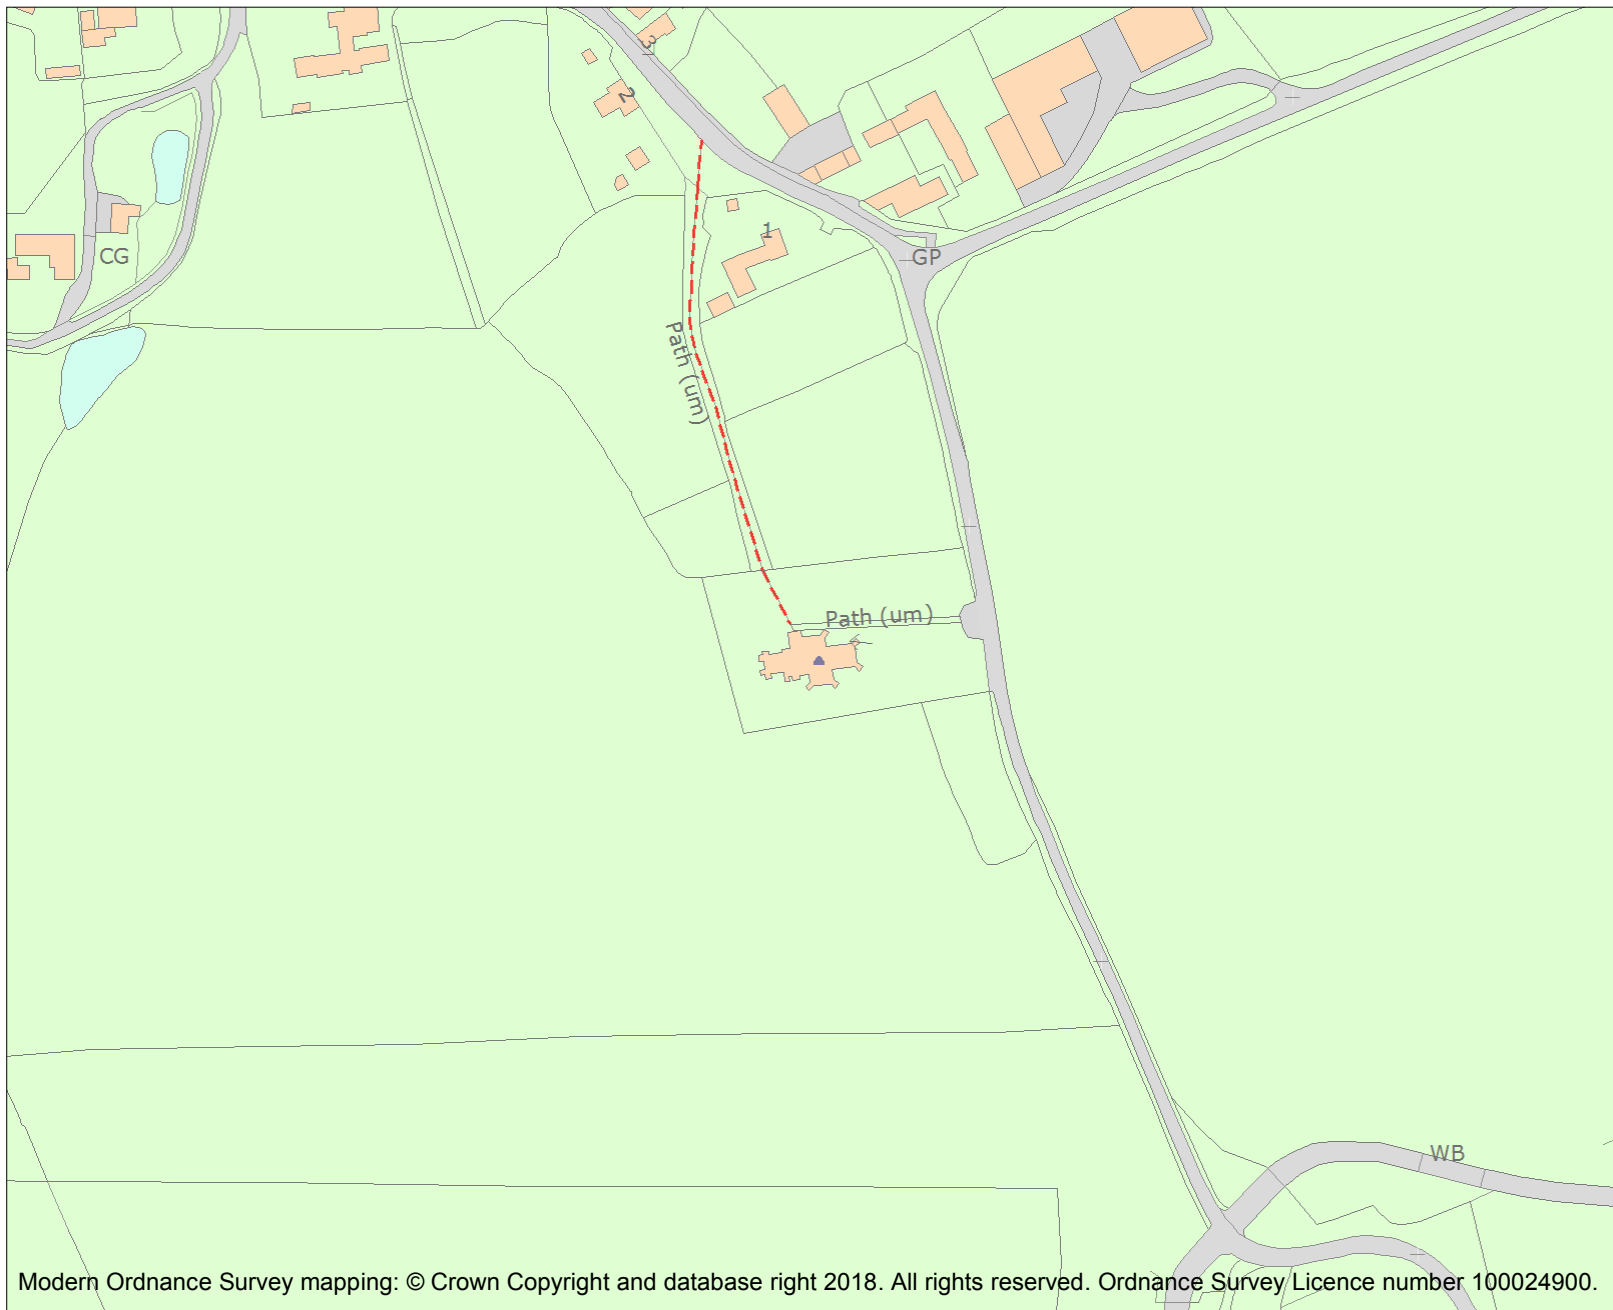 3
2
1
CG
GP
Path (um)
Path (um)
WB
Modern Ordnance Survey mapping: © Crown Copyright and database right 2018. All rights reserved. Ordnance Survey Licence number 100024900.